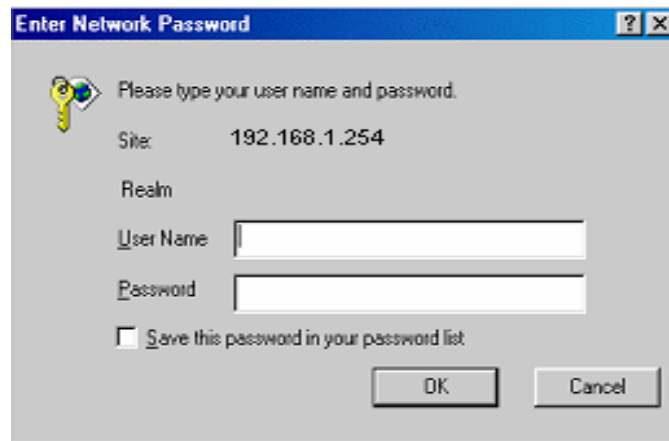 Enter Network Password
Please type your user name and password.
Site: 192.168.1.254
Realm
User Name
Password
Save this password in your password list
OK Cancel